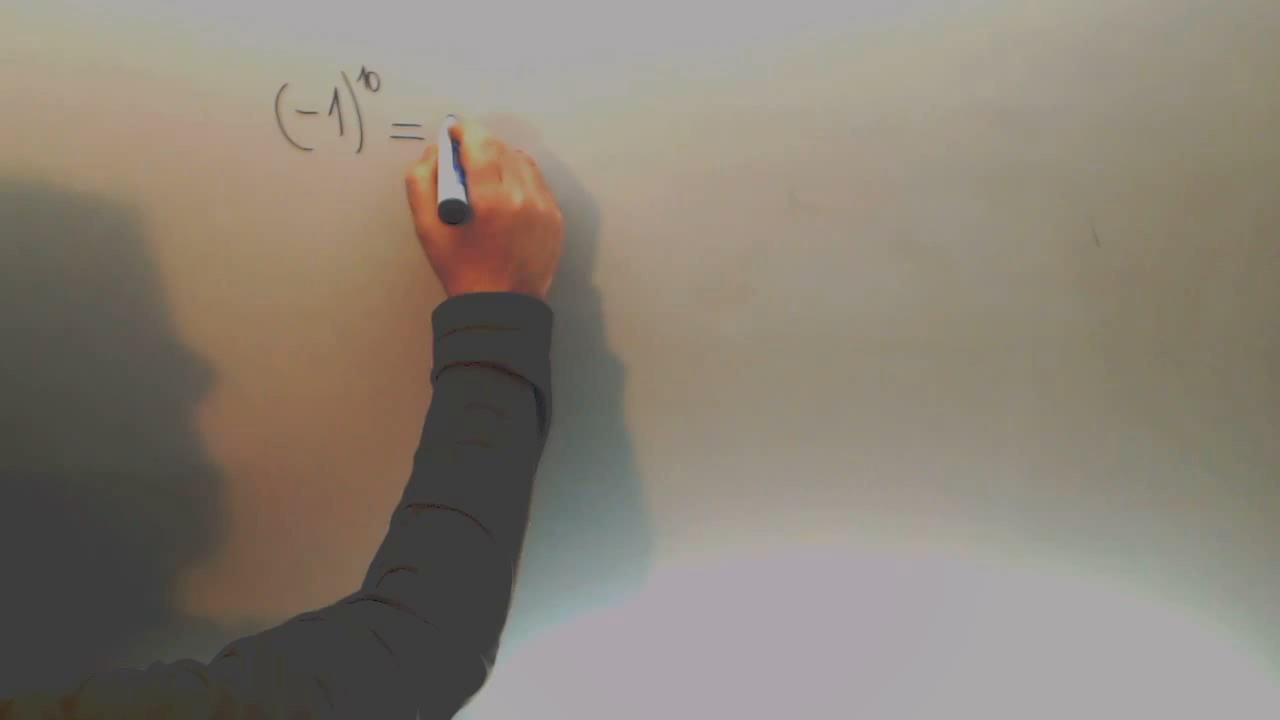 (-1)¹⁰ =